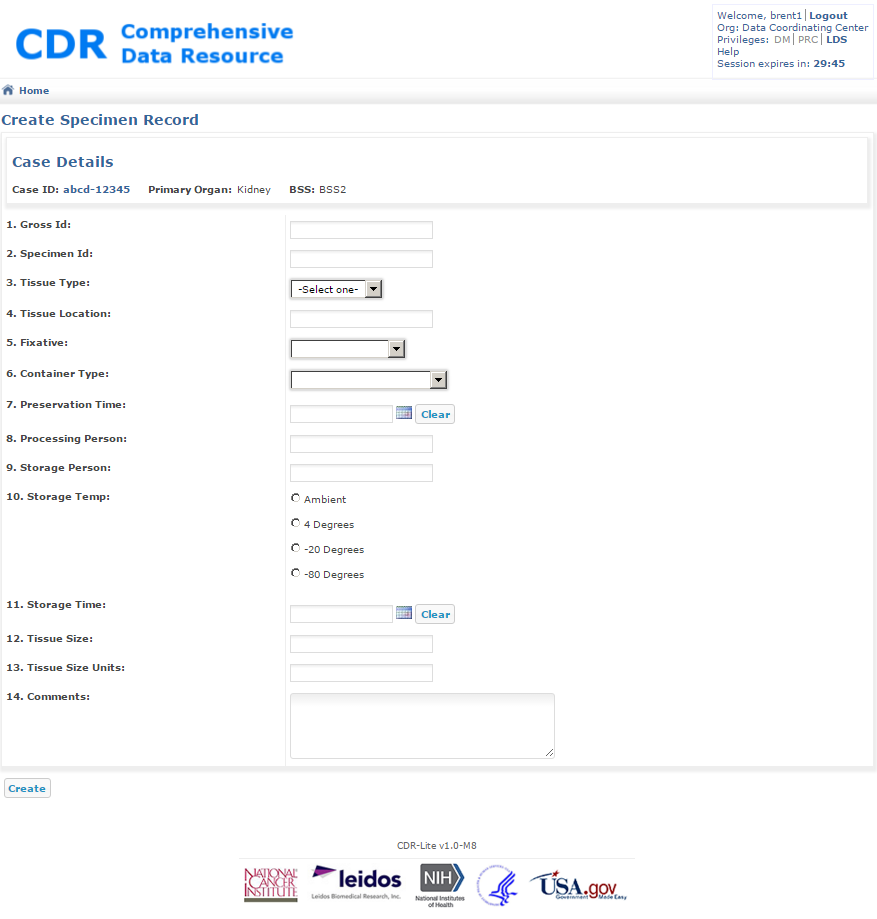 CDR Comprehensive Data Resource
Welcome, brent1 | Logout
Org: Data Coordinating Center
Privileges: DM | PRC | LDS
Help
Session expires in: 29:45
Home
Create Specimen Record
Case Details
Case ID: abcd-12345 Primary Organ: Kidney BSS: BSS2
1. Gross Id:
2. Specimen Id:
3. Tissue Type: -Select one-
4. Tissue Location:
5. Fixative:
6. Container Type:
7. Preservation Time: Clear
8. Processing Person:
9. Storage Person:
10. Storage Temp: Ambient
4 Degrees
-20 Degrees
-80 Degrees
11. Storage Time: Clear
12. Tissue Size:
13. Tissue Size Units:
14. Comments:
Create
CDR-Lite v1.0-M8
NATIONAL CANCER INSTITUTE
leidos
Leidos Biomedical Research, Inc.
NIH
National Institutes of Health
USA.gov
Government Made Easy